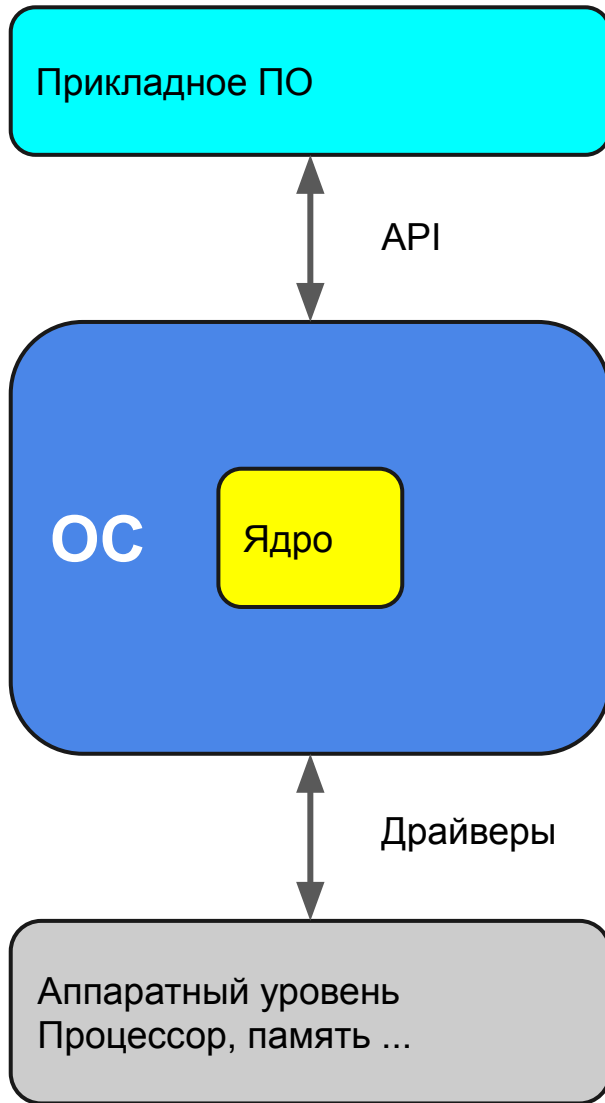 Прикладное ПО
API
ОС
Ядро
Драйверы
Аппаратный уровень
Процессор, память ...